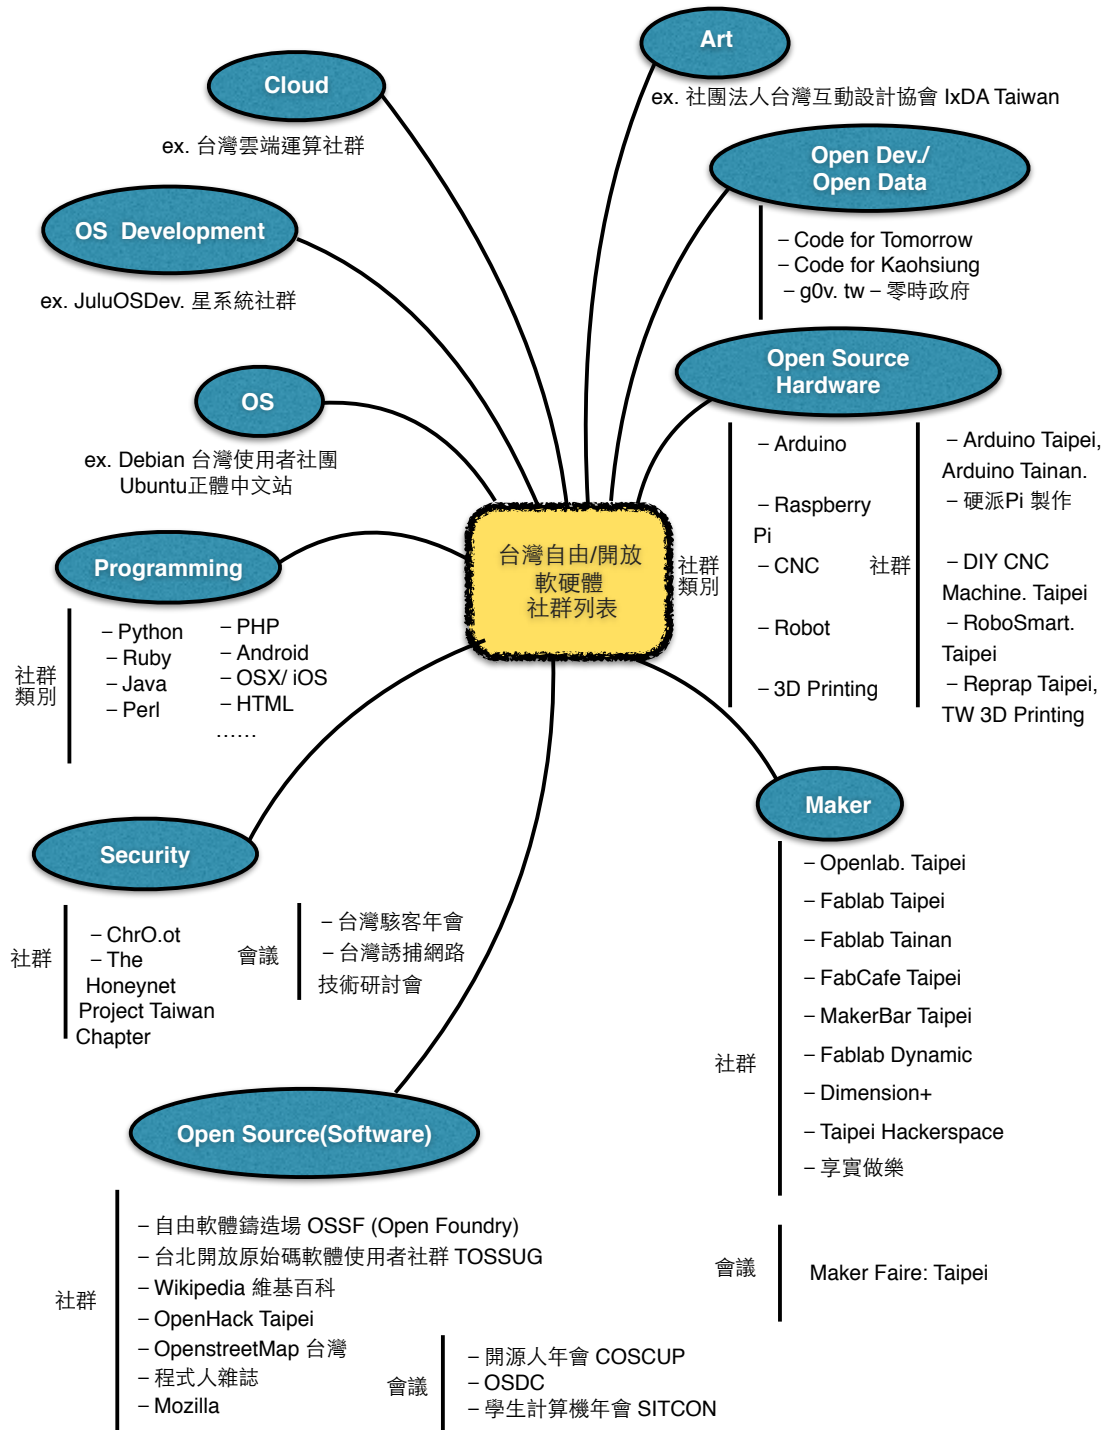 Art
ex. 社團法人台灣互動設計協會 IxDA Taiwan
Cloud
ex. 台灣雲端運算社群
Open Dev./
Open Data
– Code for Tomorrow
– Code for Kaohsiung
– g0v. tw – 零時政府
OS Development
ex. JuluOSDev. 星系統社群
Open Source
Hardware
社群
類別
– Arduino
– Raspberry
Pi
– CNC
– Robot
– 3D Printing
社群
– Arduino Taipei,
Arduino Tainan.
– 硬派Pi 製作
– DIY CNC
Machine. Taipei
– RoboSmart.
Taipei
– Reprap Taipei,
TW 3D Printing
OS
ex. Debian 台灣使用者社團
Ubuntu正體中文站
台灣自由/開放
軟硬體
社群列表
Programming
社群
類別
– Python
– Ruby
– Java
– Perl
– PHP
– Android
– OSX/ iOS
– HTML
……
Security
社群
– ChrO.ot
– The
Honeynet
Project Taiwan
Chapter
會議
– 台灣駭客年會
– 台灣誘捕網路
技術研討會
Maker
社群
– Openlab. Taipei
– Fablab Taipei
– Fablab Tainan
– FabCafe Taipei
– MakerBar Taipei
– Fablab Dynamic
– Dimension+
– Taipei Hackerspace
– 享實做樂
會議
Maker Faire: Taipei
Open Source(Software)
社群
– 自由軟體鑄造場 OSSF (Open Foundry)
– 台北開放原始碼軟體使用者社群 TOSSUG
– Wikipedia 維基百科
– OpenHack Taipei
– OpenstreetMap 台灣
– 程式人雜誌
– Mozilla
會議
– 開源人年會 COSCUP
– OSDC
– 學生計算機年會 SITCON